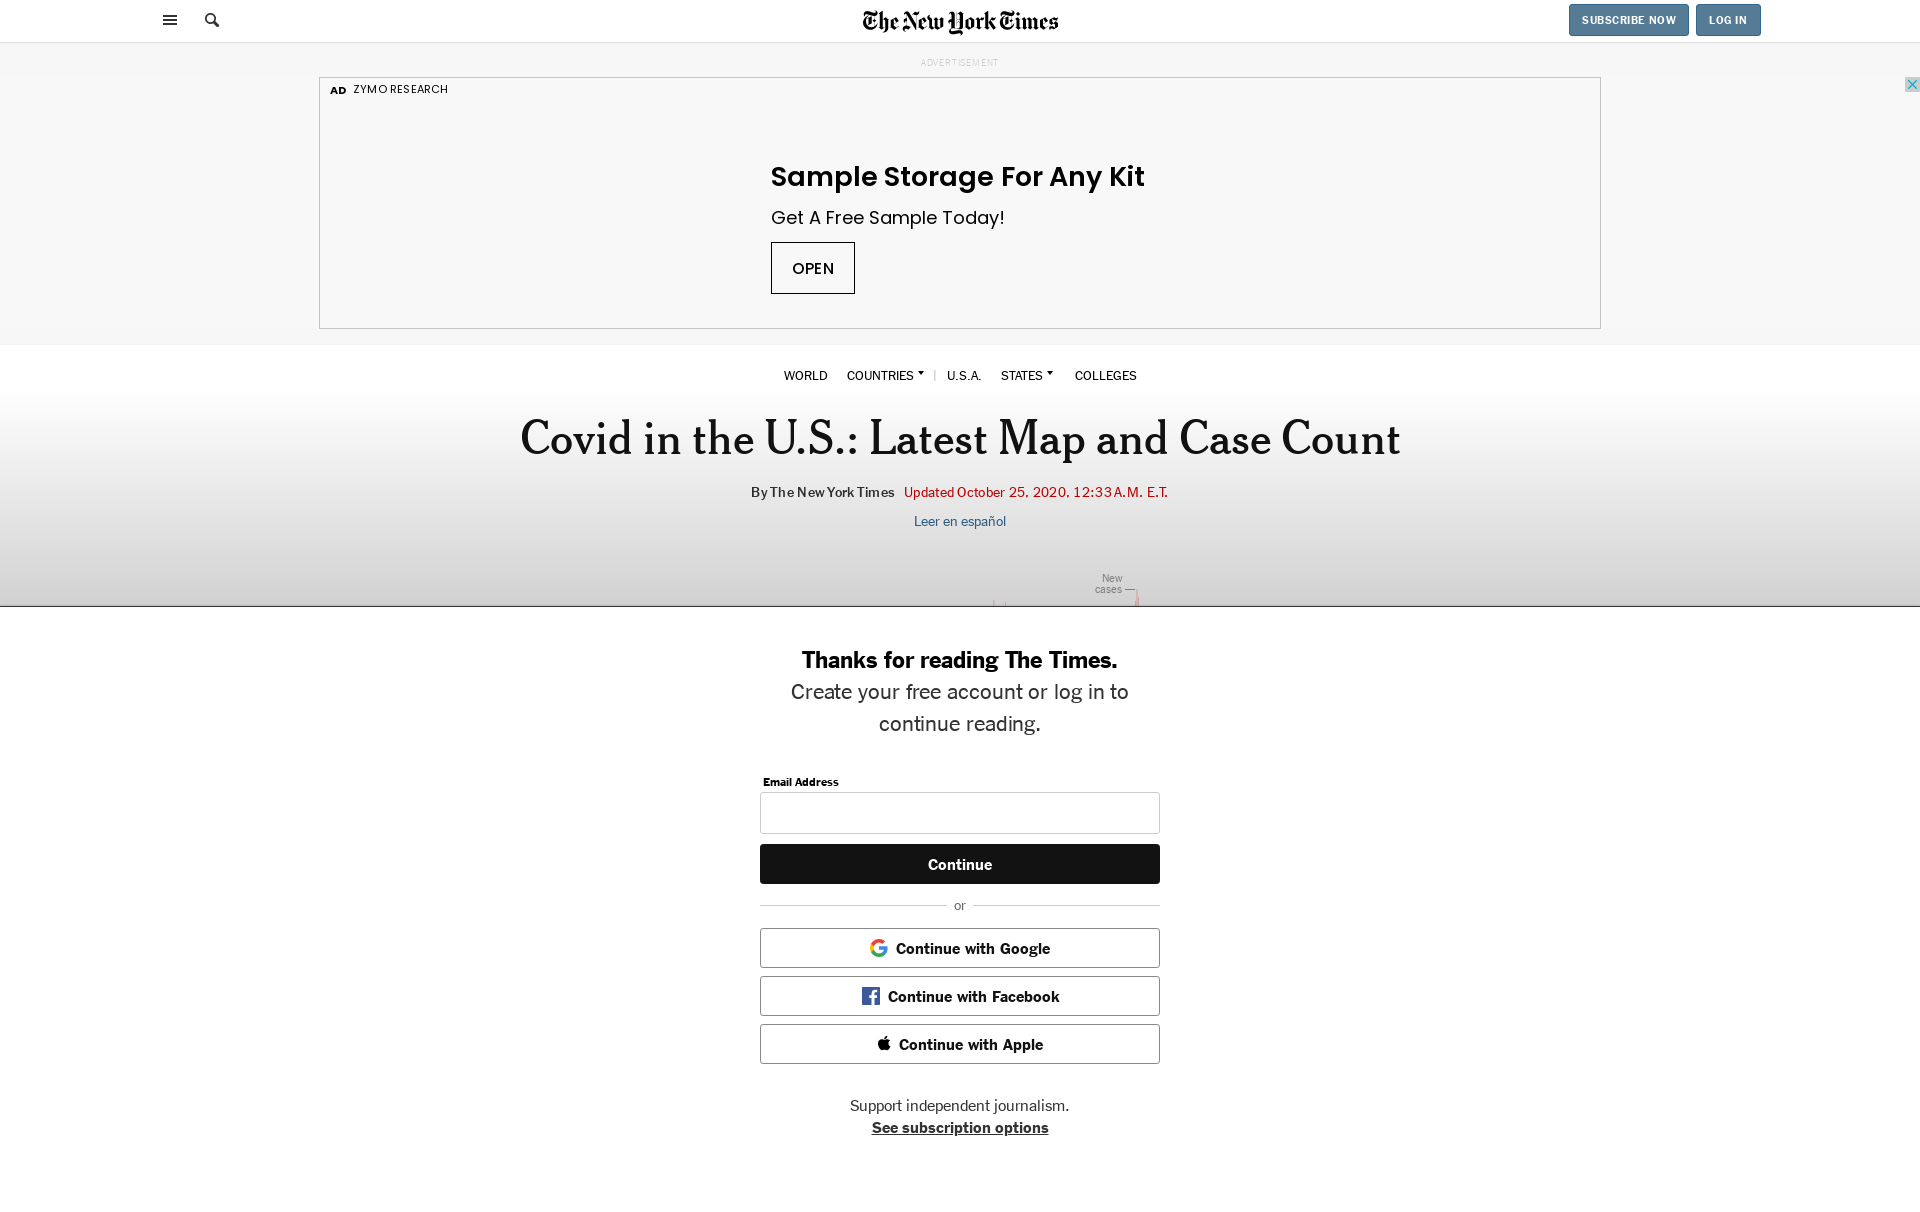 The New York Times
SUBSCRIBE NOW
LOG IN
ADVERTISEMENT
AD ZYMO RESEARCH
Sample Storage For Any Kit
Get A Free Sample Today!
OPEN
WORLD COUNTRIES | U.S.A. STATES COLLEGES
Covid in the U.S.: Latest Map and Case Count
By The New York Times Updated October 25, 2020, 12:33 A.M. E.T.
Leer en español
New
cases
Thanks for reading The Times.
Create your free account or log in to
continue reading.
Email Address
Continue
or
Continue with Google
Continue with Facebook
Continue with Apple
Support independent journalism.
See subscription options